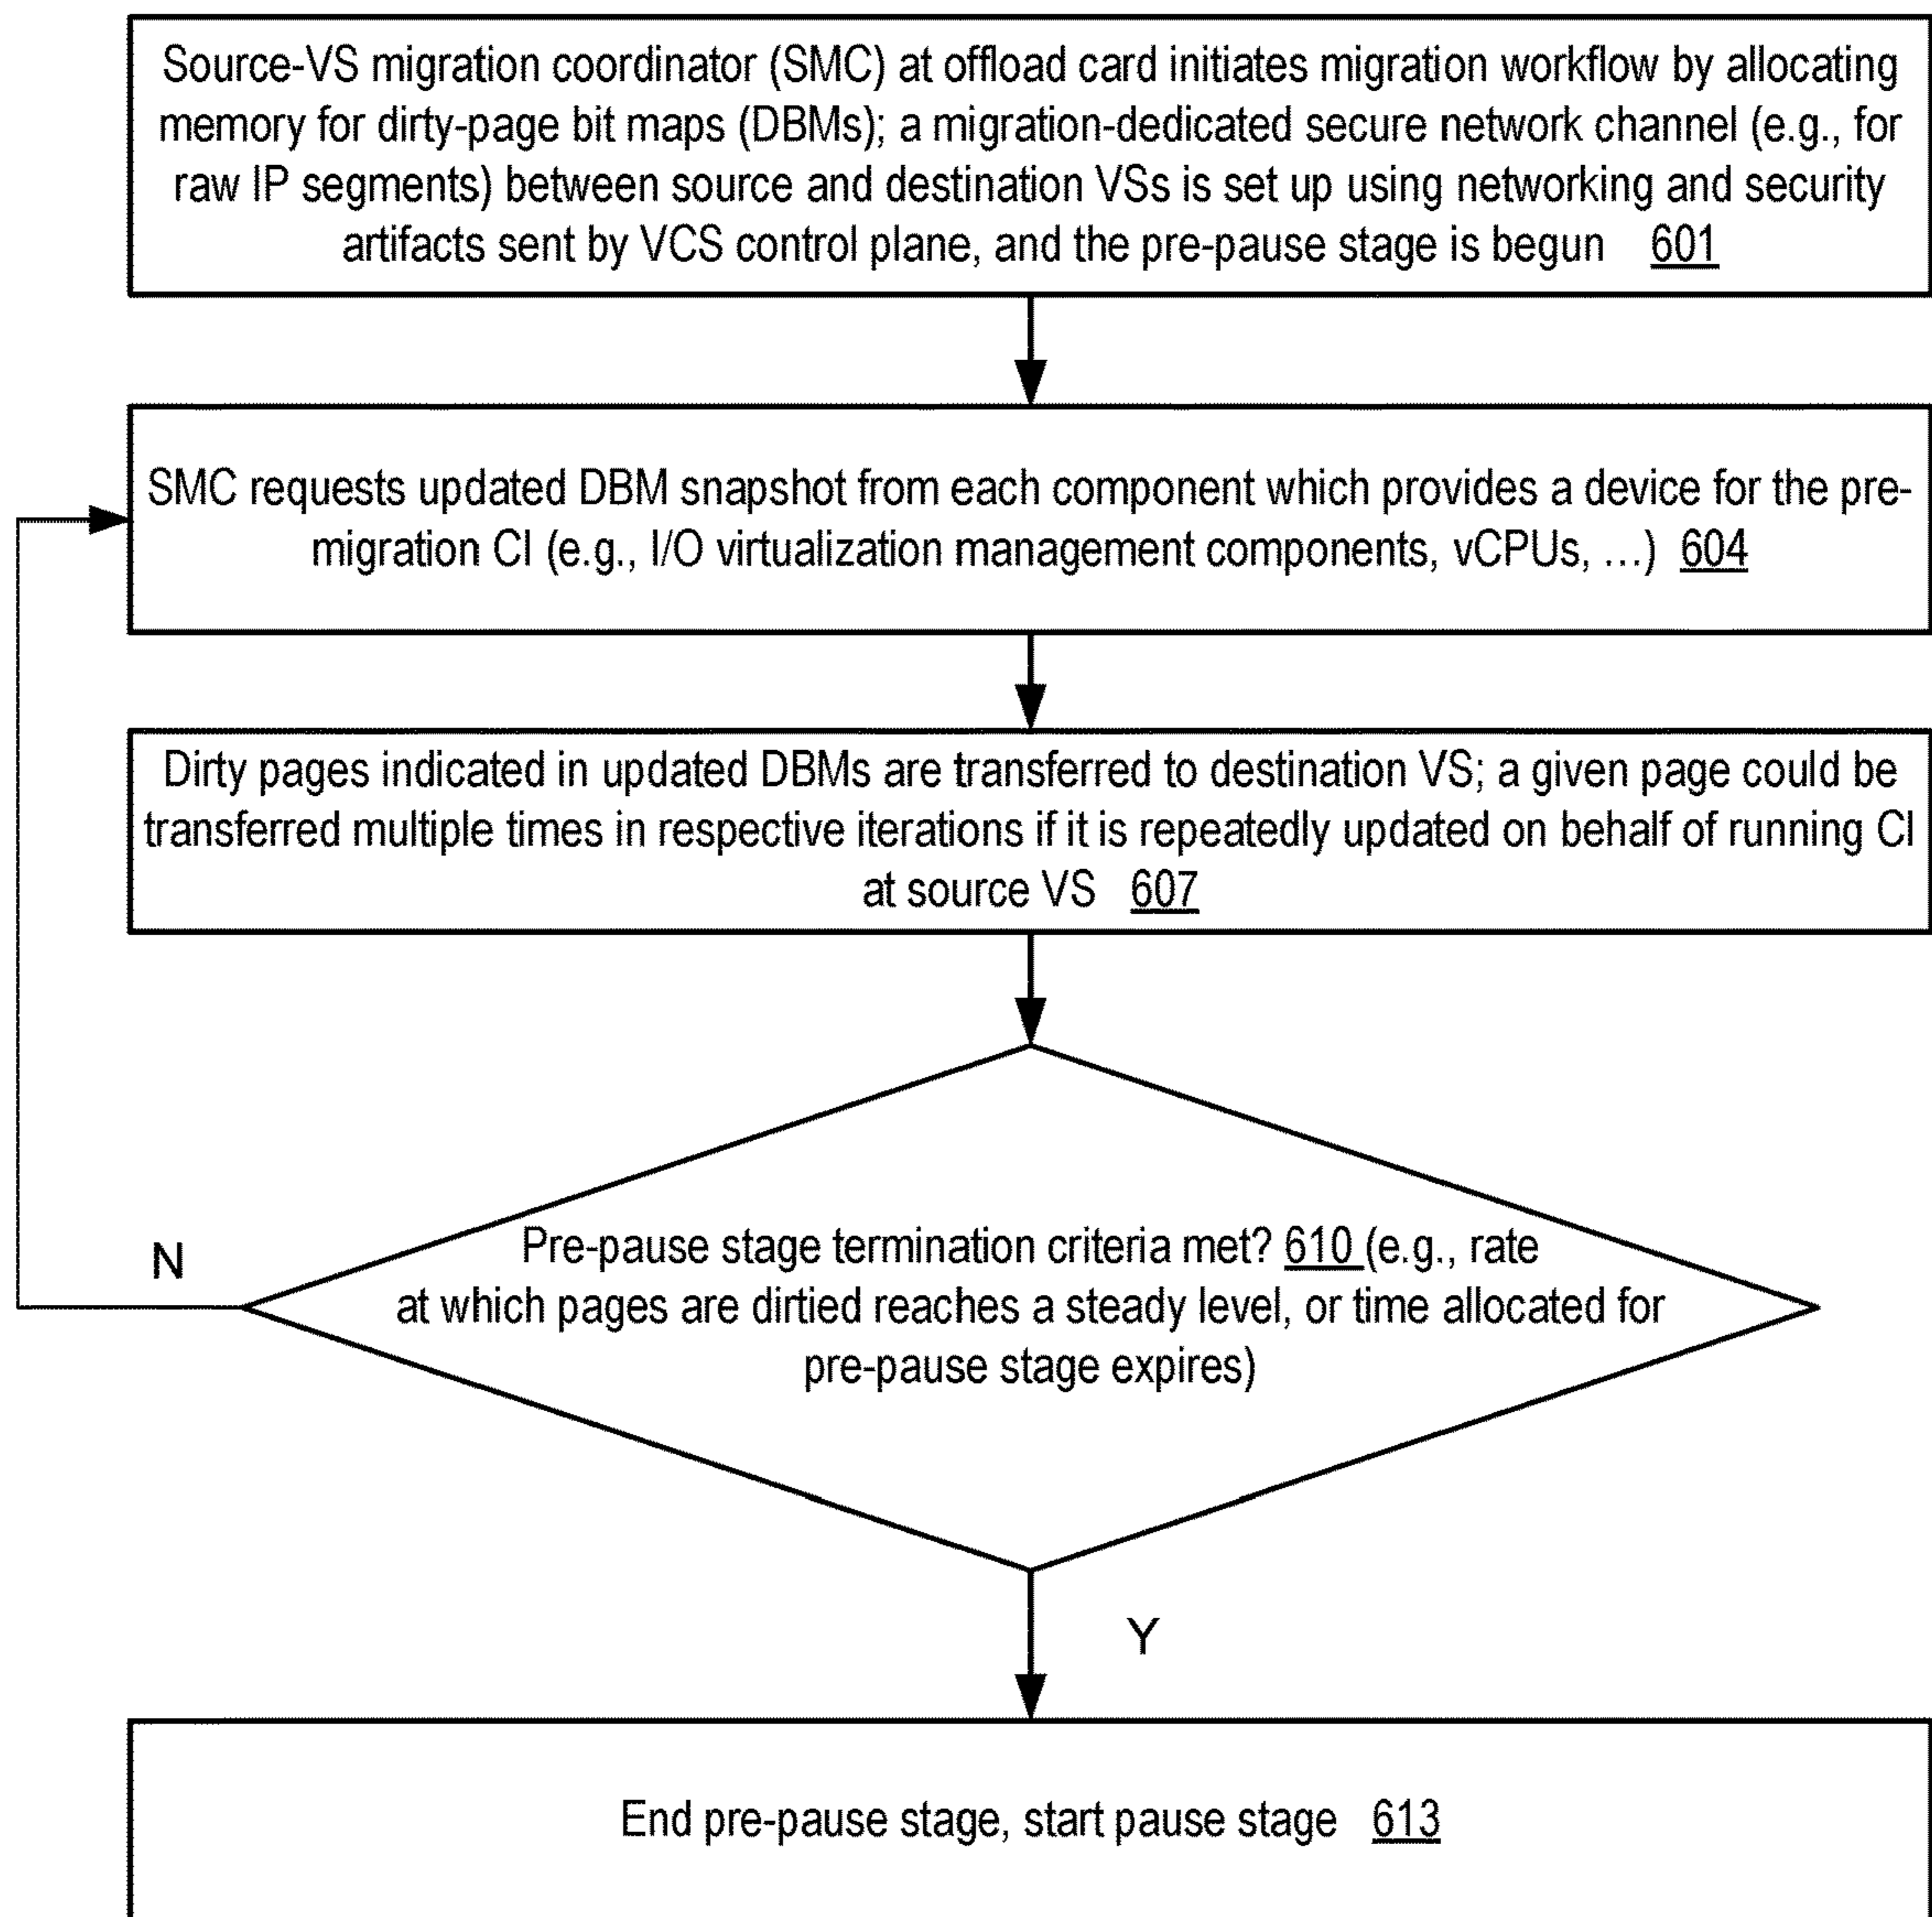 Source-VS migration coordinator (SMC) at offload card initiates migration workflow by allocating
memory for dirty-page bit maps (DBMs); a migration-dedicated secure network channel (e.g., for
raw IP segments) between source and destination VSs is set up using networking and security
artifacts sent by VCS control plane, and the pre-pause stage is begun 601
SMC requests updated DBM snapshot from each component which provides a device for the pre-
migration CI (e.g., I/O virtualization management components, vCPUs, …) 604
Dirty pages indicated in updated DBMs are transferred to destination VS; a given page could be
transferred multiple times in respective iterations if it is repeatedly updated on behalf of running CI
at source VS 607
Pre-pause stage termination criteria met? 610 (e.g., rate
at which pages are dirtied reaches a steady level, or time allocated for
pre-pause stage expires)
N
Y
End pre-pause stage, start pause stage 613